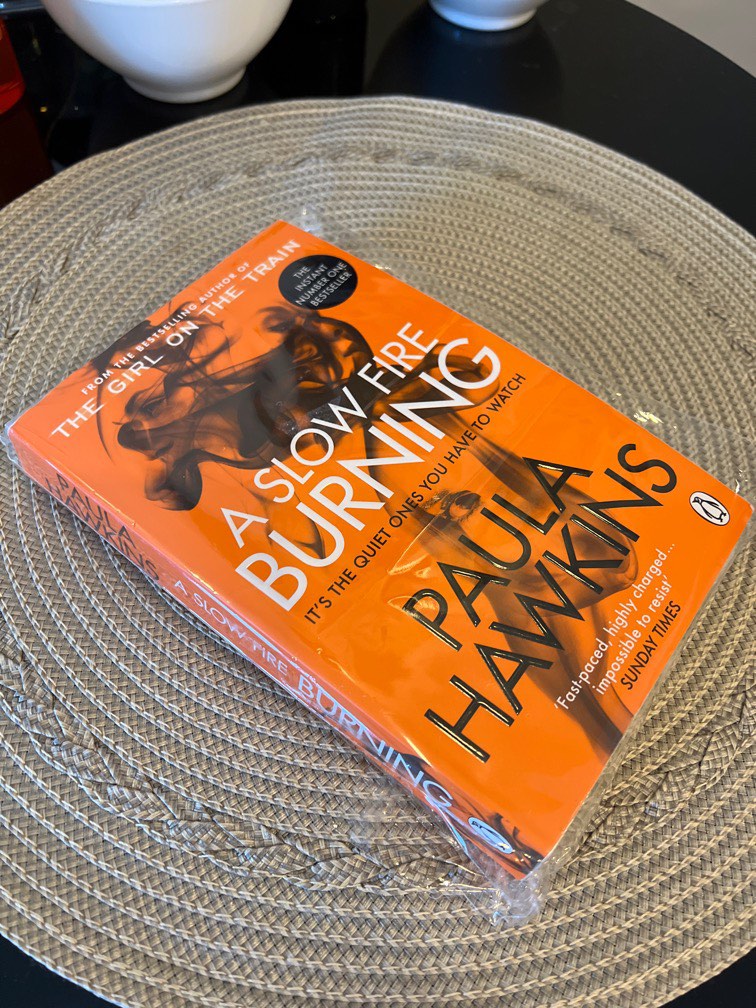 FROM THE BESTSELLING AUTHOR OF
THE GIRL ON THE TRAIN
THE
INSTANT
NUMBER ONE
BESTSELLER
A SLOW FIRE
BURNING
IT'S THE QUIET ONES YOU HAVE TO WATCH
PAULA
HAWKINS
'Fast-paced, highly charged...
impossible to resist'
SUNDAY TIMES
PAULA
HAWKINS
A SLOW FIRE
BURNING